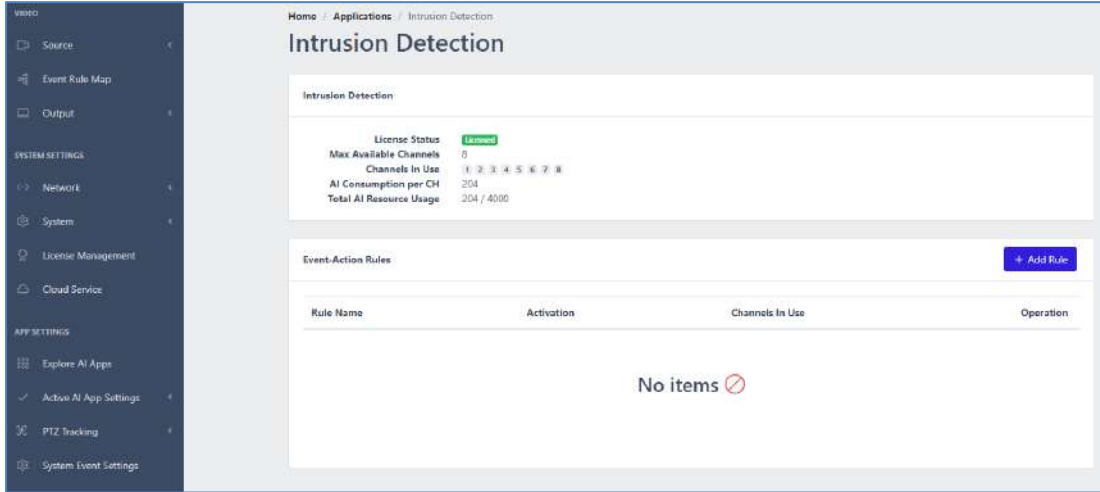 VIDEO
Source
Event Rule Map
Output
SYSTEM SETTINGS
Network
System
License Management
Cloud Service
APP SETTINGS
Explore AI Apps
Active AI App Settings
PTZ Tracking
System Event Settings
Home / Applications / Intrusion Detection
Intrusion Detection
Intrusion Detection
License Status Licensed
Max Available Channels 8
Channels In Use 1 2 3 4 5 6 7 8
AI Consumption per CH 204
Total AI Resource Usage 204 / 4000
Event-Action Rules + Add Rule
Rule Name Activation Channels In Use Operation
No items